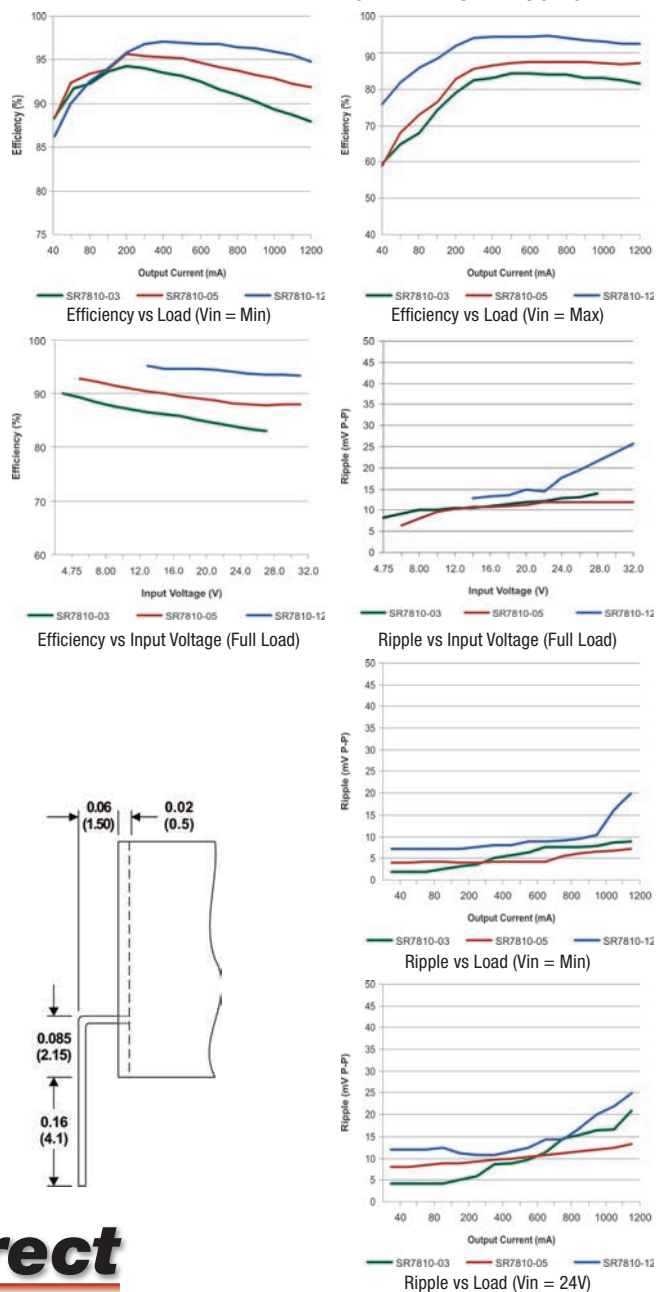 100
95
90
85
80
75
Efficiency (%)
40 80 200 400 600 800 1000 1200
Output Current (mA)
SR7810-03 SR7810-05 SR7810-12
Efficiency vs Load (Vin = Min)
100
90
80
70
60
50
40
Efficiency (%)
40 80 200 400 600 800 1000 1200
Output Current (mA)
SR7810-03 SR7810-05 SR7810-12
Efficiency vs Load (Vin = Max)
100
90
80
70
60
Efficiency (%)
4.75 8.00 12.0 16.0 20.0 24.0 28.0 32.0
Input Voltage (V)
SR7810-03 SR7810-05 SR7810-12
Efficiency vs Input Voltage (Full Load)
50
45
40
35
30
25
20
15
10
5
0
Ripple (mV P-P)
4.75 8.00 12.0 16.0 20.0 24.0 28.0 32.0
Input Voltage (V)
SR7810-03 SR7810-05 SR7810-12
Ripple vs Input Voltage (Full Load)
50
45
40
35
30
25
20
15
10
5
0
Ripple (mV P-P)
40 80 200 400 600 800 1000 1200
Output Current (mA)
SR7810-03 SR7810-05 SR7810-12
Ripple vs Load (Vin = Min)
0.06 0.02
(1.50) (0.5)
0.085
(2.15)
0.16
(4.1)
50
45
40
35
30
25
20
15
10
5
0
Ripple (mV P-P)
40 80 200 400 600 800 1000 1200
Output Current (mA)
SR7810-03 SR7810-05 SR7810-12
Ripple vs Load (Vin = 24V)
rect